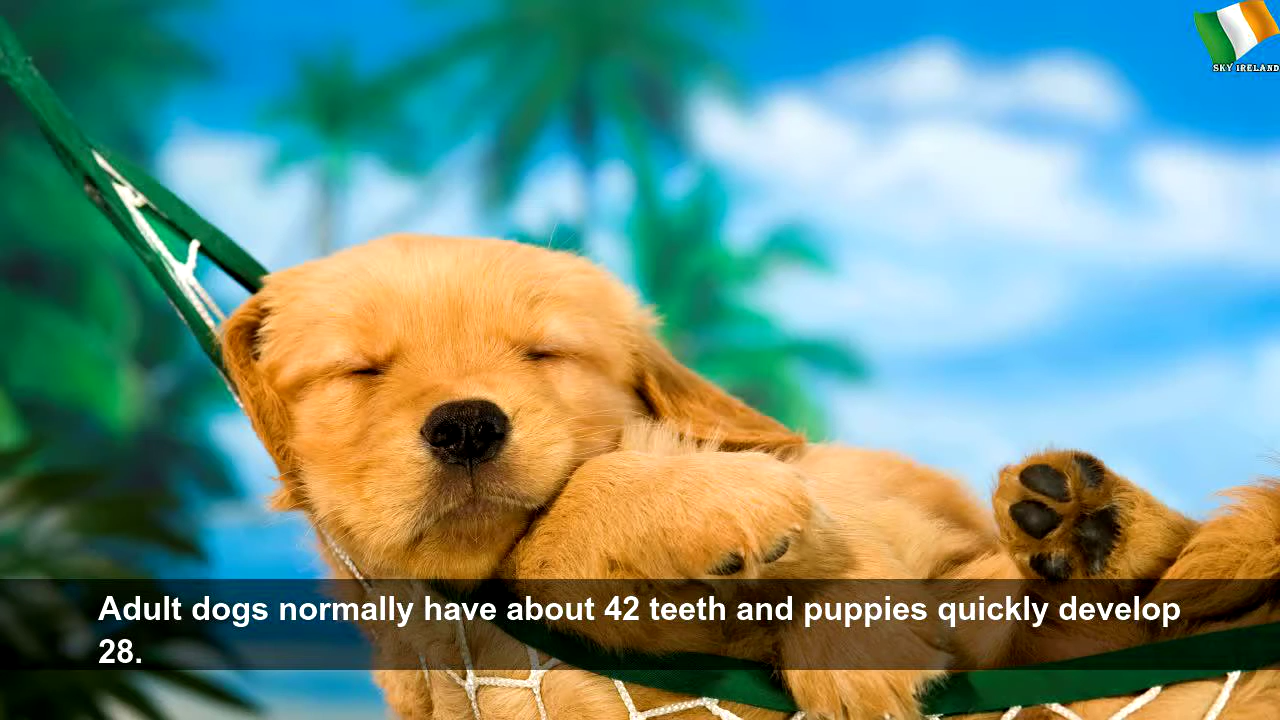 SKY IRELAND
Adult dogs normally have about 42 teeth and puppies quickly develop
28.